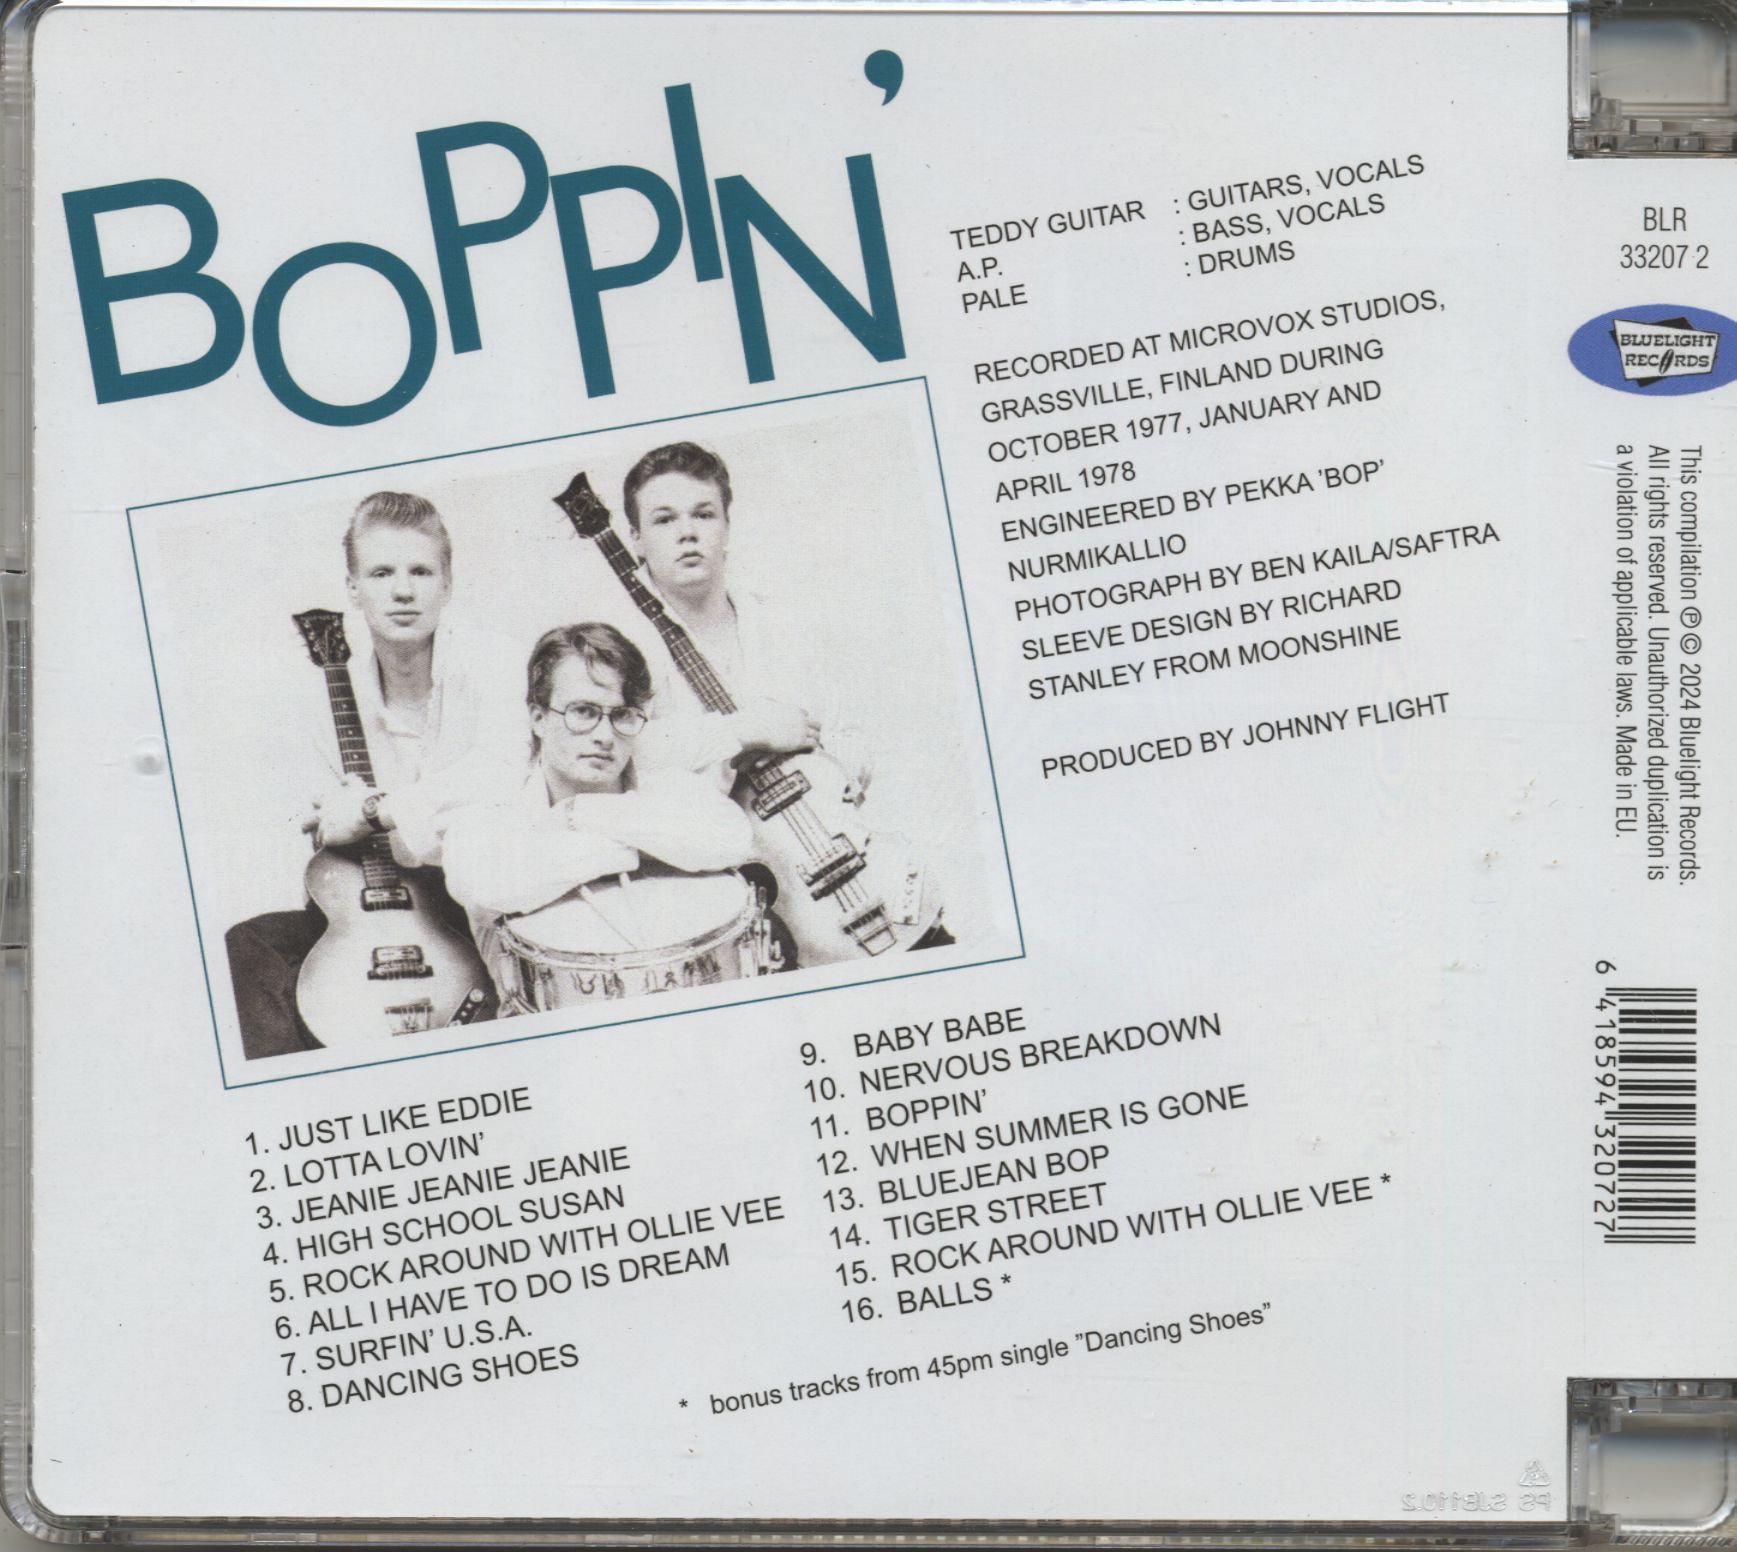 BOPPIN’
TEDDY GUITAR : GUITARS, VOCALS
A.P. : BASS, VOCALS
PALE : DRUMS
RECORDED AT MICROVOX STUDIOS,
GRASSVILLE, FINLAND DURING
OCTOBER 1977, JANUARY AND
APRIL 1978
ENGINEERED BY PEKKA ’BOP’
NURMIKALLIO
PHOTOGRAPH BY BEN KAILA/SAFTRA
SLEEVE DESIGN BY RICHARD
STANLEY FROM MOONSHINE
PRODUCED BY JOHNNY FLIGHT
1. JUST LIKE EDDIE
2. LOTTA LOVIN’
3. JEANIE JEANIE JEANIE
4. HIGH SCHOOL SUSAN
5. ROCK AROUND WITH OLLIE VEE
6. ALL I HAVE TO DO IS DREAM
7. SURFIN’ U.S.A.
8. DANCING SHOES
9. BABY BABE
10. NERVOUS BREAKDOWN
11. BOPPIN’
12. WHEN SUMMER IS GONE
13. BLUEJEAN BOP
14. TIGER STREET
15. ROCK AROUND WITH OLLIE VEE *
16. BALLS *
* bonus tracks from 45pm single ”Dancing Shoes”
BLR
33207 2
BLUELIGHT
RECORDS
This compilation ℗© 2024 Bluelight Records.
All rights reserved. Unauthorized duplication is
a violation of applicable laws. Made in EU.
6 418594 320727
PS SJB110.2